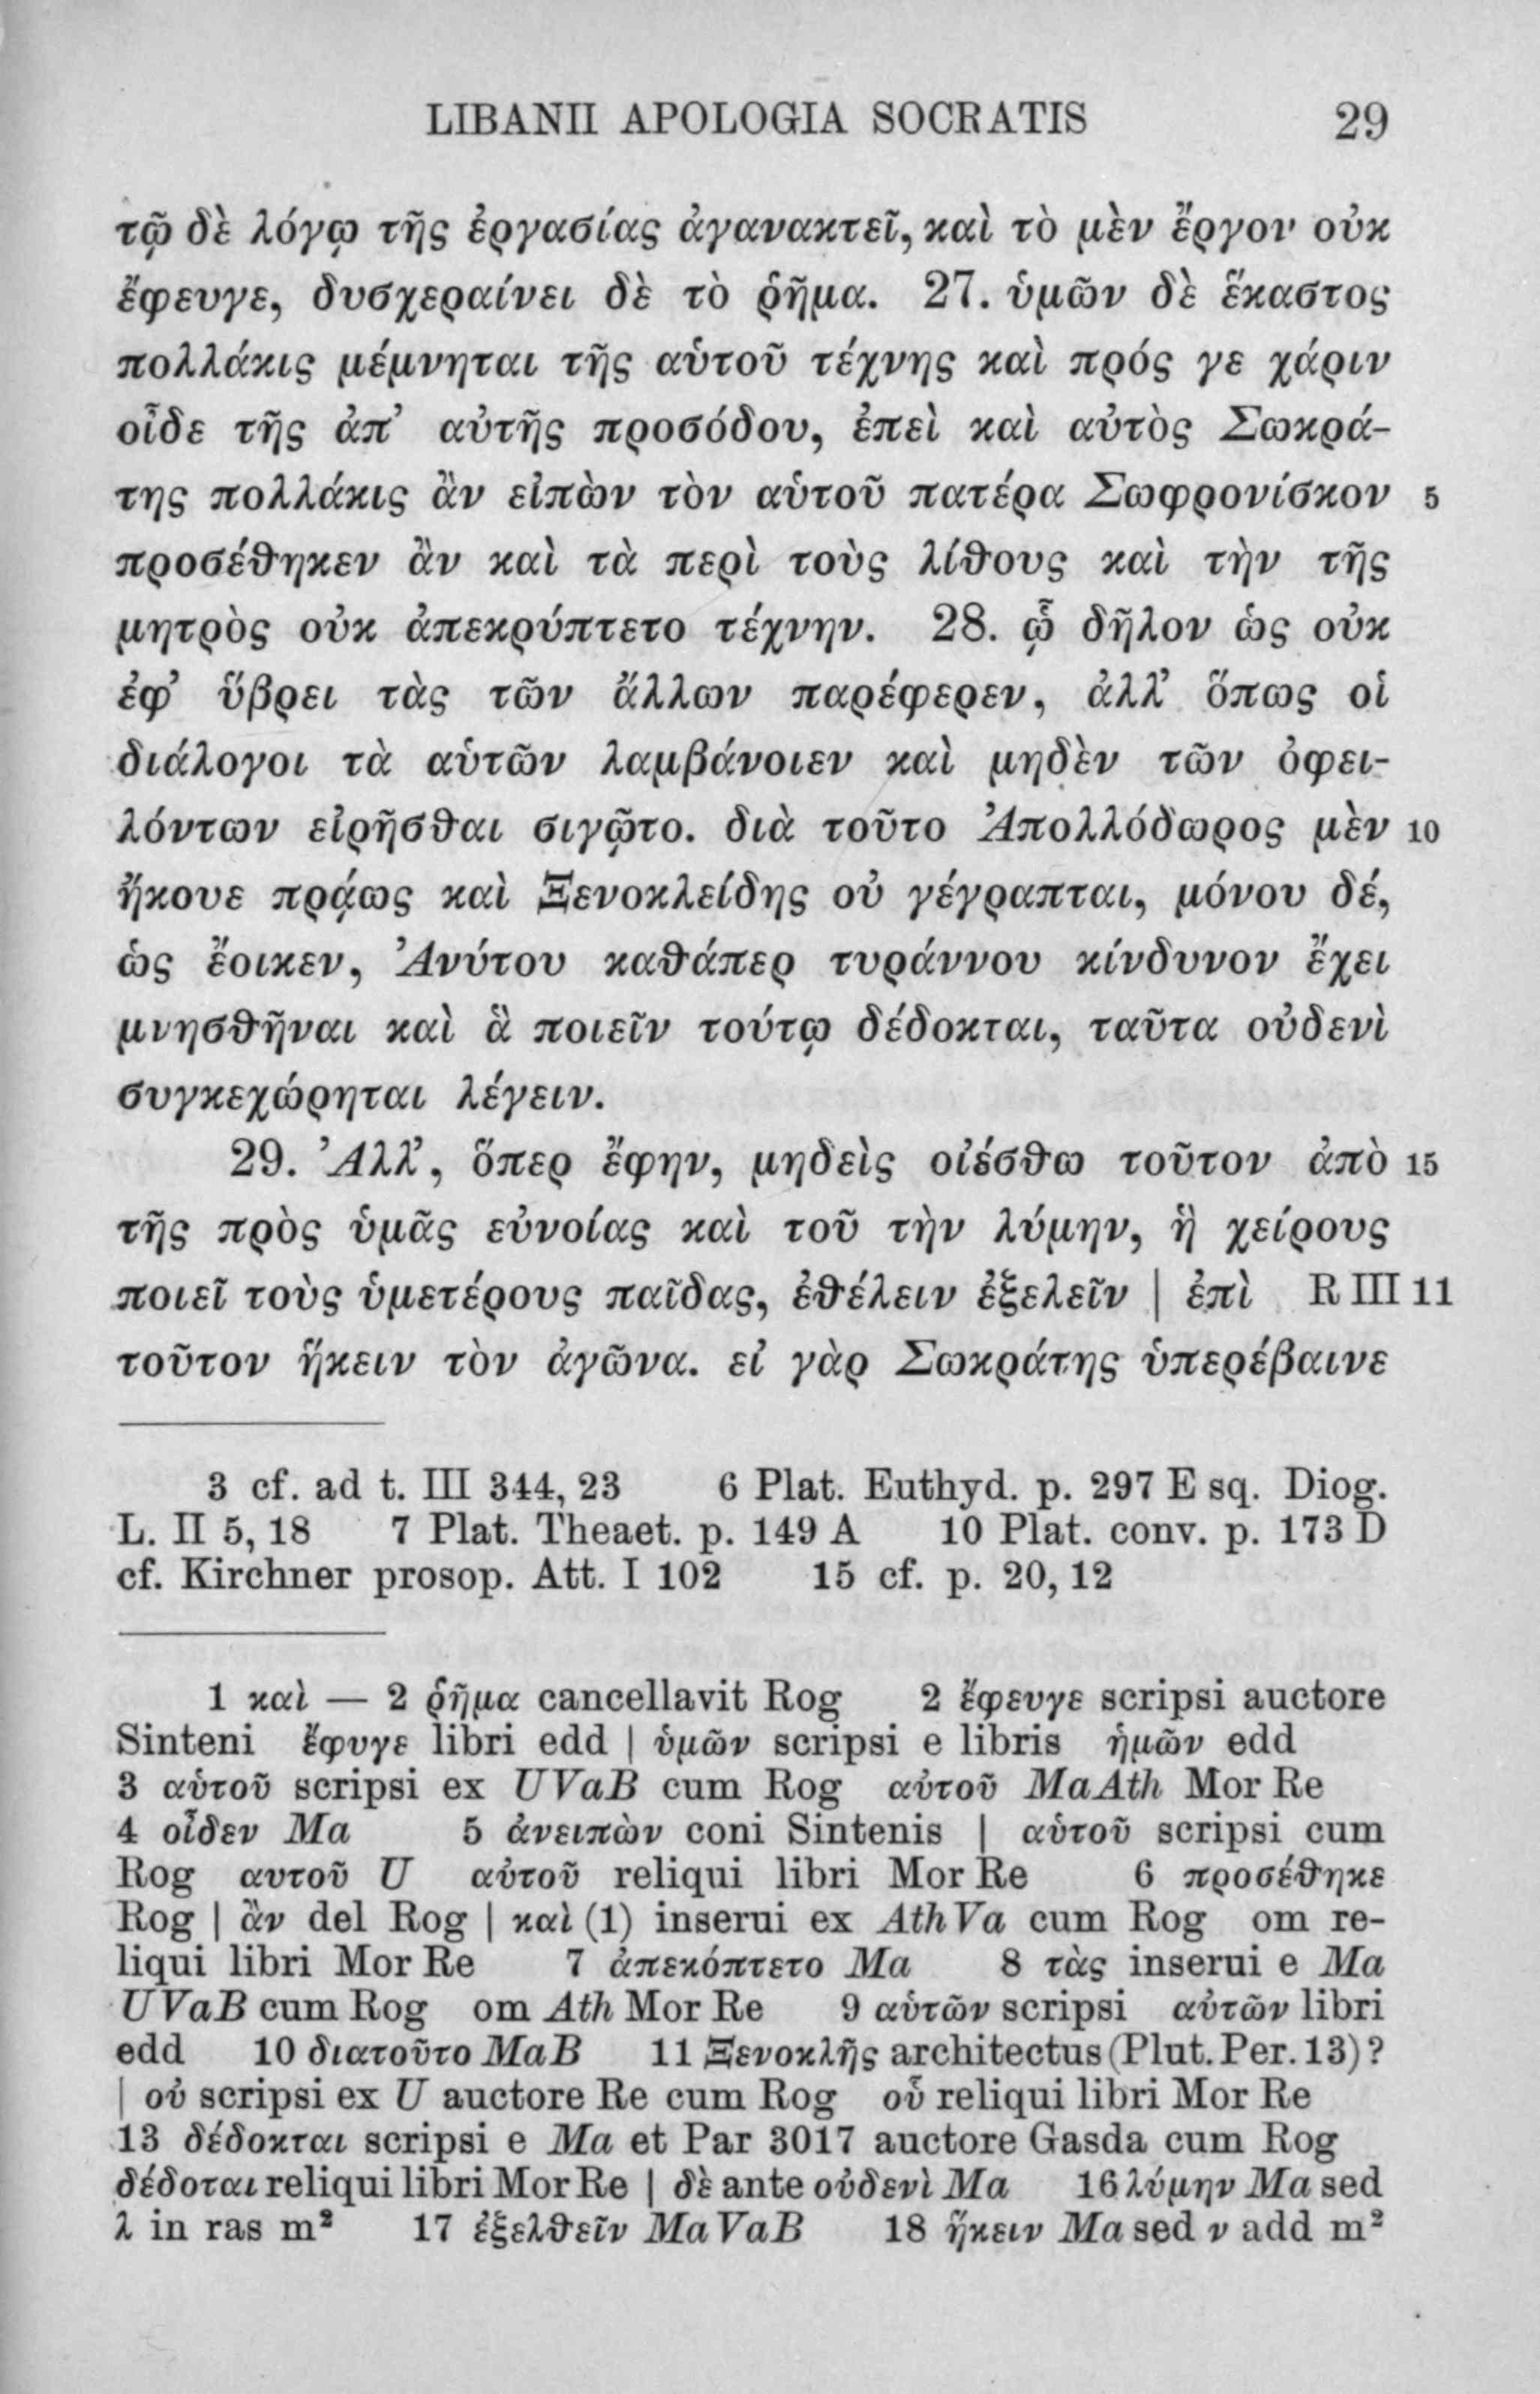 LIBANII APOLOGIA SOCRATIS 29
τῷ δὲ λόγῳ τῆς ἐργασίας ἀγανακτεῖ, καὶ τὸ μὲν ἔργον οὐκ
ἔφευγε, δυσχεραίνει δὲ τὸ ῥῆμα. 27. ὑμῶν δὲ ἕκαστος
πολλάκις μέμνηται τῆς αὑτοῦ τέχνης καὶ πρός γε χάριν
οἶδε τῆς ἀπ’ αὐτῆς προσόδου, ἐπεὶ καὶ αὐτὸς Σωκρά-
της πολλάκις ἂν εἰπὼν τὸν αὑτοῦ πατέρα Σωφρονίσκον 5
προσέθηκεν ἂν καὶ τὰ περὶ τοὺς λίθους καὶ τὴν τῆς
μητρὸς οὐκ ἀπεκρύπτετο τέχνην. 28. ᾧ δῆλον ὡς οὐκ
ἐφ’ ὕβρει τὰς τῶν ἄλλων παρέφερεν, ἀλλ’ ὅπως οἱ
διάλογοι τὰ αὑτῶν λαμβάνοιεν καὶ μηδὲν τῶν ὀφει-
λόντων εἰρῆσθαι σιγῷτο. διὰ τοῦτο Ἀπολλόδωρος μὲν 10
ἤκουε πρᾴως καὶ Ξενοκλείδης οὐ γέγραπται, μόνου δέ,
ὡς ἔοικεν, Ἀνύτου καθάπερ τυράννου κίνδυνον ἔχει
μνησθῆναι καὶ ἃ ποιεῖν τούτῳ δέδοκται, ταῦτα οὐδενὶ
συγκεχώρηται λέγειν.
29. Ἀλλ’, ὅπερ ἔφην, μηδεὶς οἰέσθω τοῦτον ἀπὸ 15
τῆς πρὸς ὑμᾶς εὐνοίας καὶ τοῦ τὴν λύμην, ἣ χείρους
ποιεῖ τοὺς ὑμετέρους παῖδας, ἐθέλειν ἐξελεῖν | ἐπὶ R III 11
τοῦτον ἥκειν τὸν ἀγῶνα. εἰ γὰρ Σωκράτης ὑπερέβαινε
3 cf. ad t. III 344, 23 6 Plat. Euthyd. p. 297 E sq. Diog.
L. II 5, 18 7 Plat. Theaet. p. 149 A 10 Plat. conv. p. 173 D
cf. Kirchner prosop. Att. I 102 15 cf. p. 20, 12
1 καὶ — 2 ῥῆμα cancellavit Rog 2 ἔφευγε scripsi auctore
Sinteni ἔφυγε libri edd | ὑμῶν scripsi e libris ἡμῶν edd
3 αὑτοῦ scripsi ex UVaB cum Rog αὐτοῦ MaAth Mor Re
4 οἶδεν Ma 5 ἀνειπὼν coni Sintenis | αὑτοῦ scripsi cum
Rog αυτοῦ U αὐτοῦ reliqui libri Mor Re 6 προσέθηκε
Rog | ἂν del Rog | καὶ (1) inserui ex AthVa cum Rog om re-
liqui libri Mor Re 7 ἀπεκόπτετο Ma 8 τὰς inserui e Ma
UVaB cum Rog om Ath Mor Re 9 αὑτῶν scripsi αὐτῶν libri
edd 10 διατοῦτο MaB 11 Ξενοκλῆς architectus (Plut. Per. 13)?
| οὐ scripsi ex U auctore Re cum Rog οὗ reliqui libri Mor Re
13 δέδοκται scripsi e Ma et Par 3017 auctore Gasda cum Rog
δέδοται reliqui libri Mor Re | δὲ ante οὐδενὶ Ma 16 λύμην Ma sed
λ in ras m² 17 ἐξελθεῖν MaVaB 18 ἥκειν Ma sed ν add m²